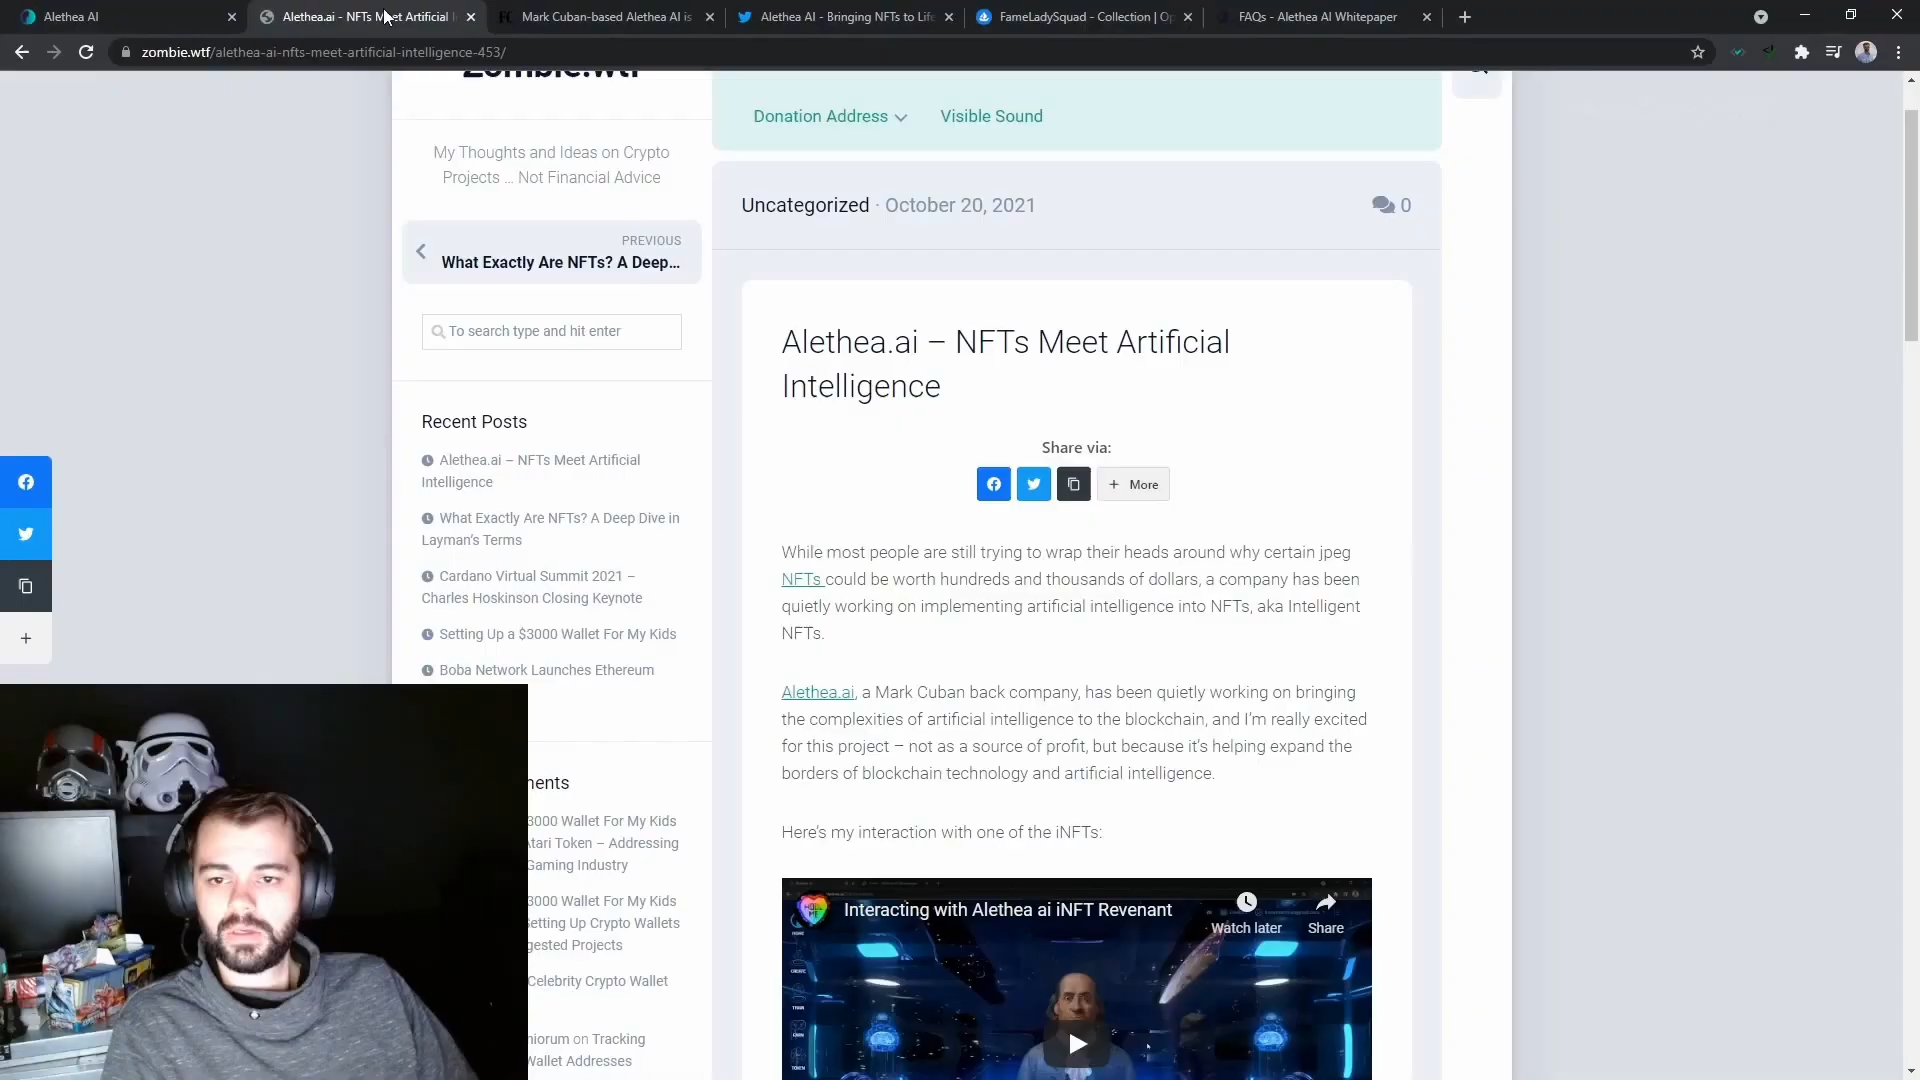 Alethea AI
Alethea.ai - NFTs Meet Artificial I
Mark Cuban-based Alethea AI is
Alethea AI - Bringing NFTs to Life
FameLadySquad - Collection | Op
FAQs - Alethea AI Whitepaper
zombie.wtf/alethea-ai-nfts-meet-artificial-intelligence-453/
Zombie.wtf
Donation Address
Visible Sound
My Thoughts and Ideas on Crypto
Projects ... Not Financial Advice
PREVIOUS
What Exactly Are NFTs? A Deep...
To search type and hit enter
Recent Posts
Alethea.ai – NFTs Meet Artificial
Intelligence
What Exactly Are NFTs? A Deep Dive in
Layman's Terms
Cardano Virtual Summit 2021 –
Charles Hoskinson Closing Keynote
Setting Up a $3000 Wallet For My Kids
Boba Network Launches Ethereum
ments
3000 Wallet For My Kids
Atari Token – Addressing
Gaming Industry
3000 Wallet For My Kids
Setting Up Crypto Wallets
gested Projects
Celebrity Crypto Wallet
niorum on Tracking
Wallet Addresses
Uncategorized · October 20, 2021
0
Alethea.ai – NFTs Meet Artificial
Intelligence
Share via:
+ More
While most people are still trying to wrap their heads around why certain jpeg
NFTs could be worth hundreds and thousands of dollars, a company has been
quietly working on implementing artificial intelligence into NFTs, aka Intelligent
NFTs.
Alethea.ai, a Mark Cuban back company, has been quietly working on bringing
the complexities of artificial intelligence to the blockchain, and I'm really excited
for this project – not as a source of profit, but because it's helping expand the
borders of blockchain technology and artificial intelligence.
Here's my interaction with one of the iNFTs:
Interacting with Alethea ai iNFT Revenant
Watch later
Share